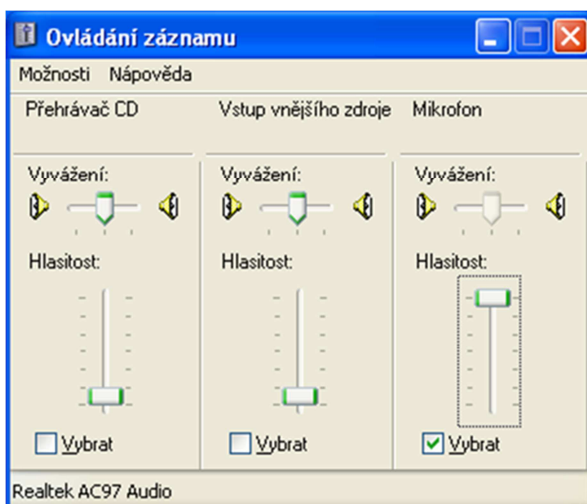 Ovládání záznamu
Možnosti Nápověda
Přehrávač CD
Vyvážení:
Hlasitost:
Vybrat
Vstup vnějšího zdroje
Vyvážení:
Hlasitost:
Vybrat
Mikrofon
Vyvážení:
Hlasitost:
Vybrat
Realtek AC97 Audio